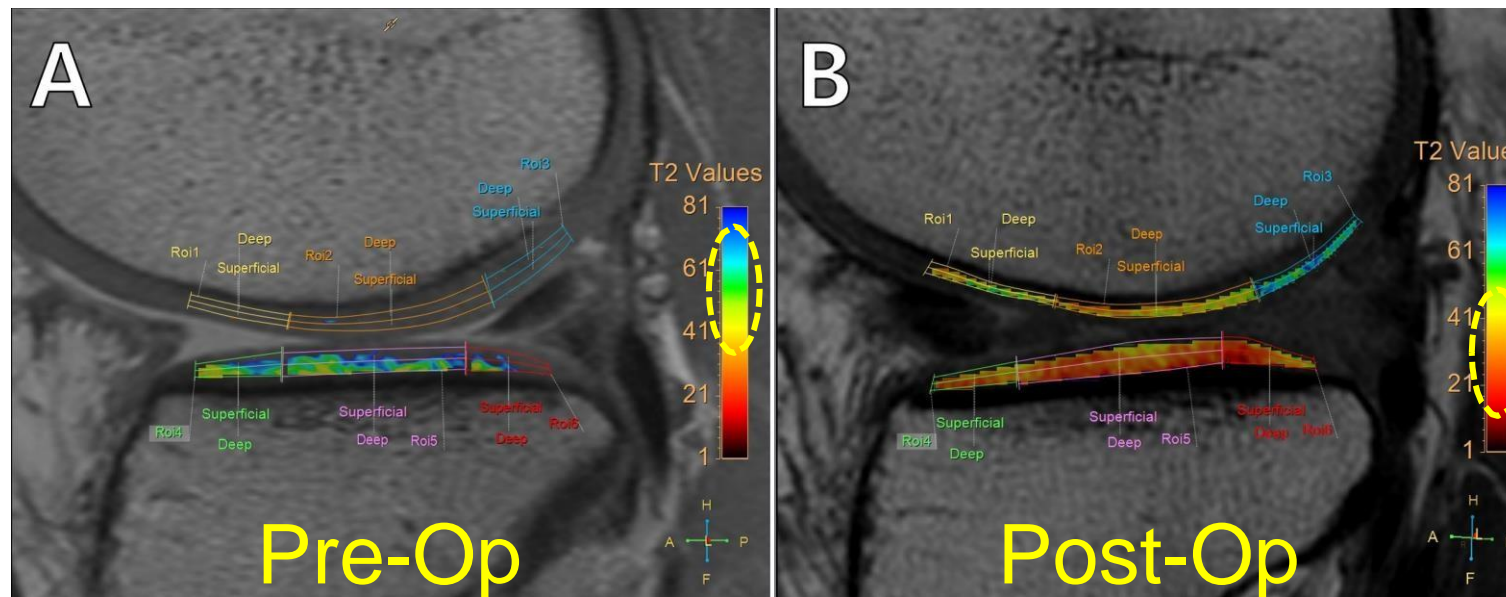 A
Roi3
Deep
Superficial
Roi1
Deep
Superficial
Roi2
Deep
Superficial
T2 Values
81
61
41
21
1
Superficial
Deep
Roi4
Superficial
Deep
Roi5
Superficial
Deep
Roi6
H
A
L
P
F
Pre-Op
B
Roi3
Deep
Superficial
Roi1
Deep
Superficial
Roi2
Deep
Superficial
T2 Value
81
61
41
21
1
Superficial
Deep
Roi4
Superficial
Deep
Roi5
Superficial
Deep
Roi6
H
A
L
F
Post-Op